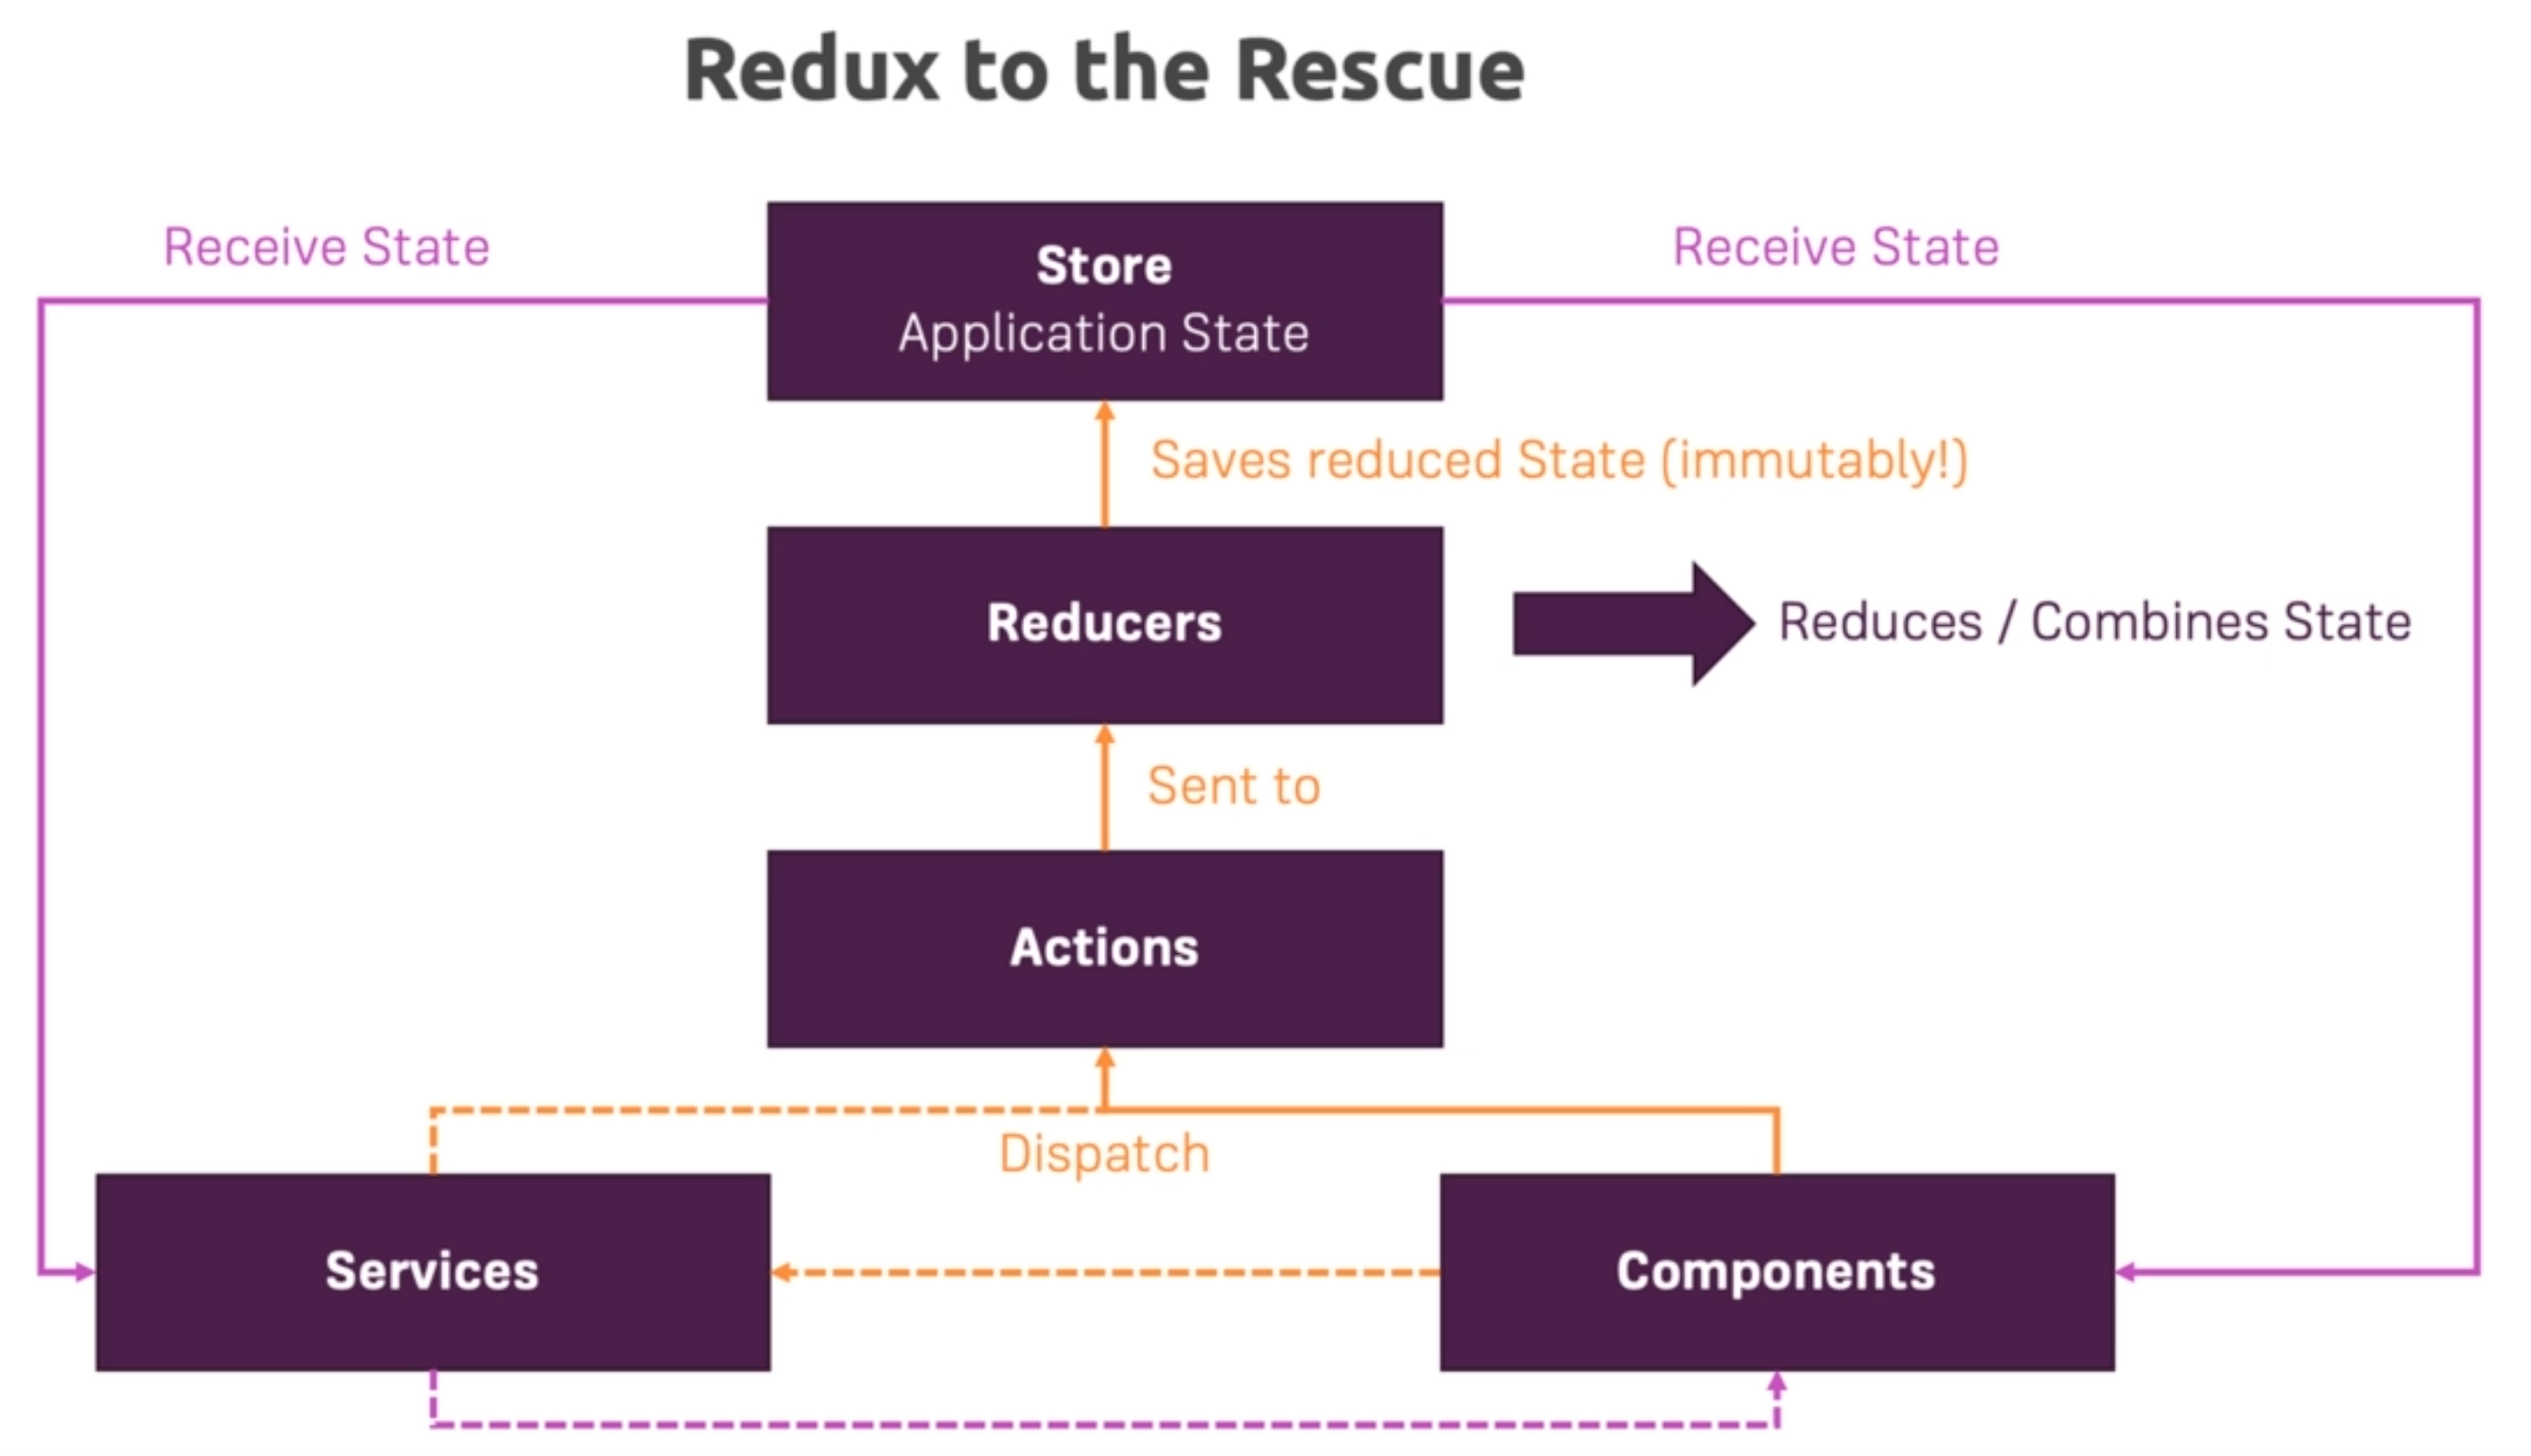 Redux to the Rescue
Receive State
Store
Application State
Receive State
Saves reduced State (immutably!)
Reducers
Reduces / Combines State
Sent to
Actions
Dispatch
Services
Components